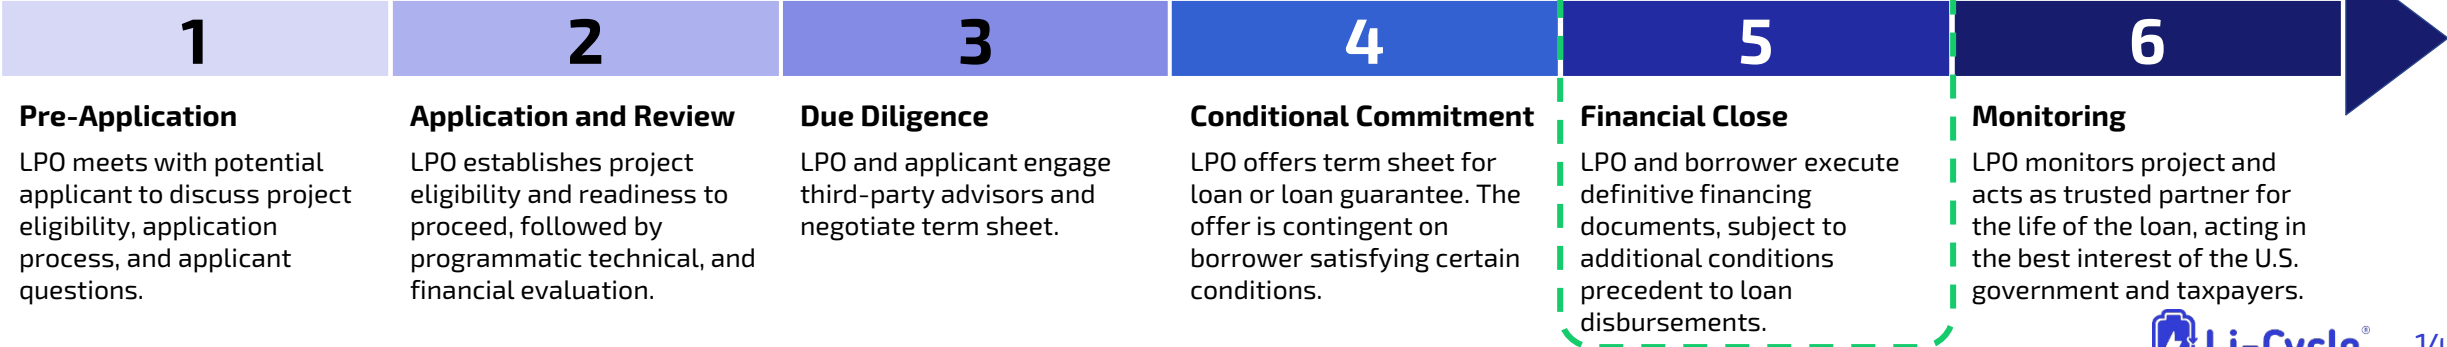 1
Pre-Application
LPO meets with potential
applicant to discuss project
eligibility, application
process, and applicant
questions.
2
Application and Review
LPO establishes project
eligibility and readiness to
proceed, followed by
programmatic technical, and
financial evaluation.
3
Due Diligence
LPO and applicant engage
third-party advisors and
negotiate term sheet.
4
Conditional Commitment
LPO offers term sheet for
loan or loan guarantee. The
offer is contingent on
borrower satisfying certain
conditions.
5
Financial Close
LPO and borrower execute
definitive financing
documents, subject to
additional conditions
precedent to loan
disbursements.
6
Monitoring
LPO monitors project and
acts as trusted partner for
the life of the loan, acting in
the best interest of the U.S.
government and taxpayers.
Li-Cycle®
14